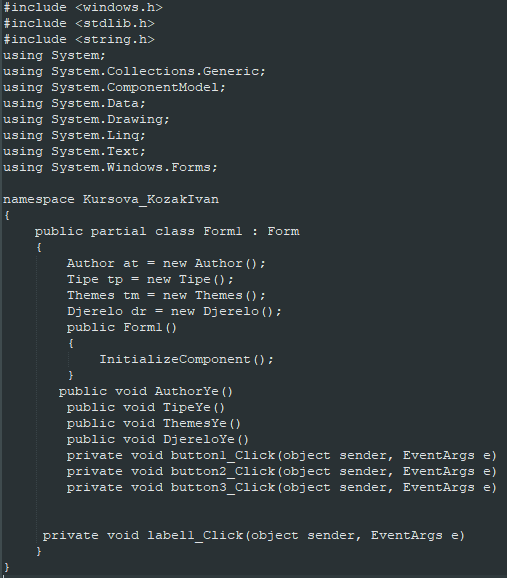 #include <windows.h>
#include <stdlib.h>
#include <string.h>
using System;
using System.Collections.Generic;
using System.ComponentModel;
using System.Data;
using System.Drawing;
using System.Linq;
using System.Text;
using System.Windows.Forms;

namespace Kursova_KozakIvan
{
    public partial class Form1 : Form
    {
        Author at = new Author();
        Tipe tp = new Tipe();
        Themes tm = new Themes();
        Djerelo dr = new Djerelo();
        public Form1()
        {
            InitializeComponent();
        }
       public void AuthorYe()
        public void TipeYe()
        public void ThemesYe()
        public void DjereloYe()
        private void button1_Click(object sender, EventArgs e)
        private void button2_Click(object sender, EventArgs e)
        private void button3_Click(object sender, EventArgs e)


     private void label1_Click(object sender, EventArgs e)
    }
}